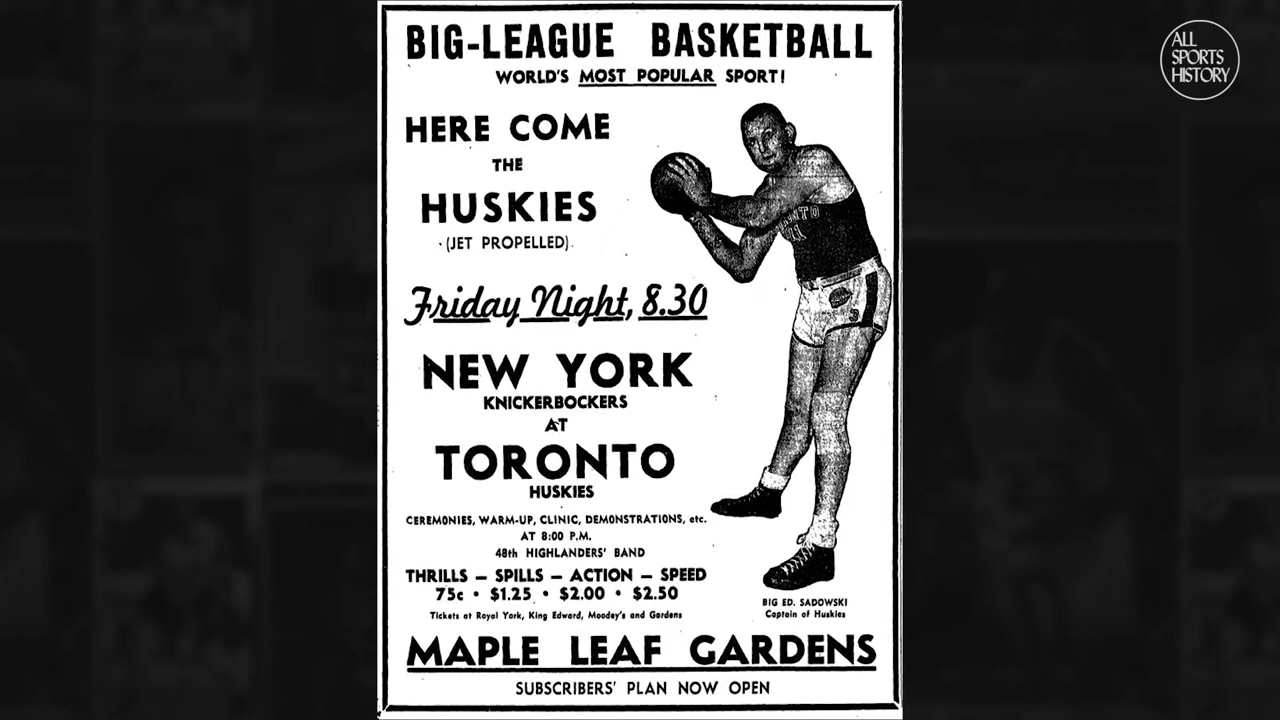 BIG-LEAGUE BASKETBALL
WORLD'S MOST POPULAR SPORT!
HERE COME
THE
HUSKIES
(JET PROPELLED)
Friday Night, 8.30
NEW YORK
KNICKERBOCKERS
AT
TORONTO
HUSKIES
CEREMONIES, WARM-UP, CLINIC, DEMONSTRATIONS, etc.
AT 8:00 P.M.
48th HIGHLANDERS' BAND
THRILLS – SPILLS – ACTION – SPEED
75c • $1.25 • $2.00 • $2.50
Tickets at Royal York, King Edward, Moodey's and Gardens
BIG ED. SADOWSKI
Captain of Huskies
MAPLE LEAF GARDENS
SUBSCRIBERS' PLAN NOW OPEN
ALL
SPORTS
HISTORY